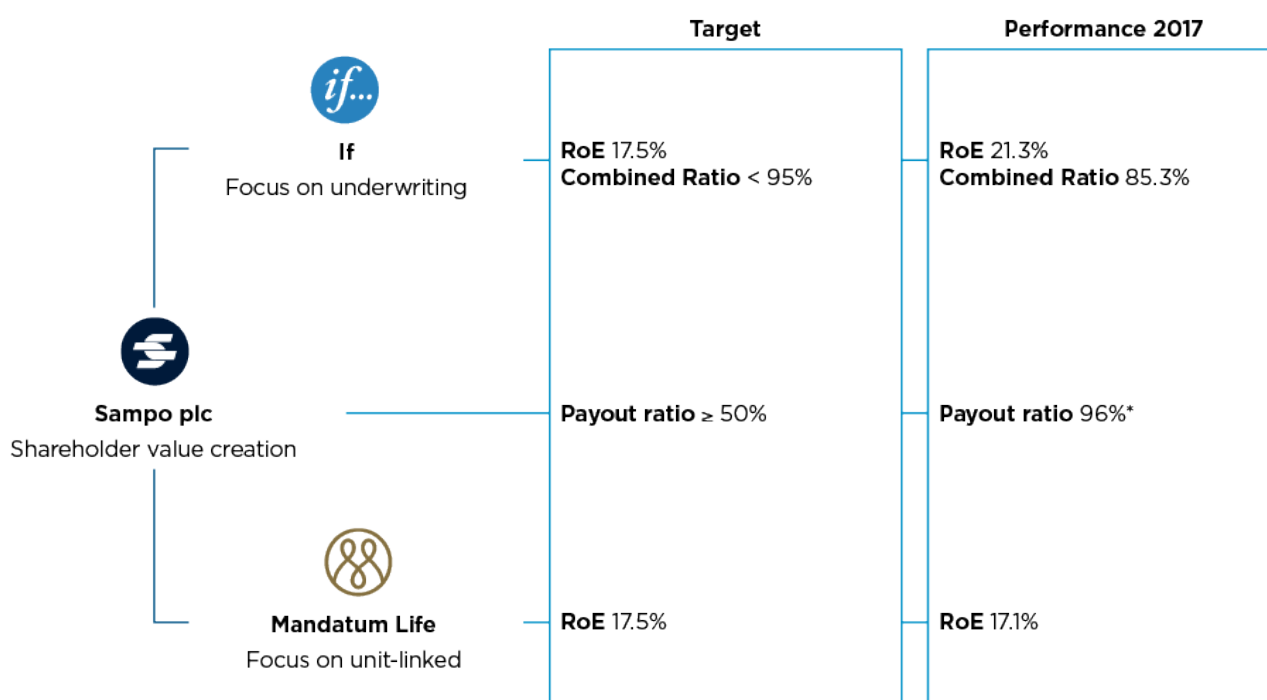 Target
Performance 2017
if...
If
Focus on underwriting
RoE 17.5%
Combined Ratio < 95%
RoE 21.3%
Combined Ratio 85.3%
Sampo plc
Shareholder value creation
Payout ratio ≥ 50%
Payout ratio 96%*
Mandatum Life
Focus on unit-linked
RoE 17.5%
RoE 17.1%